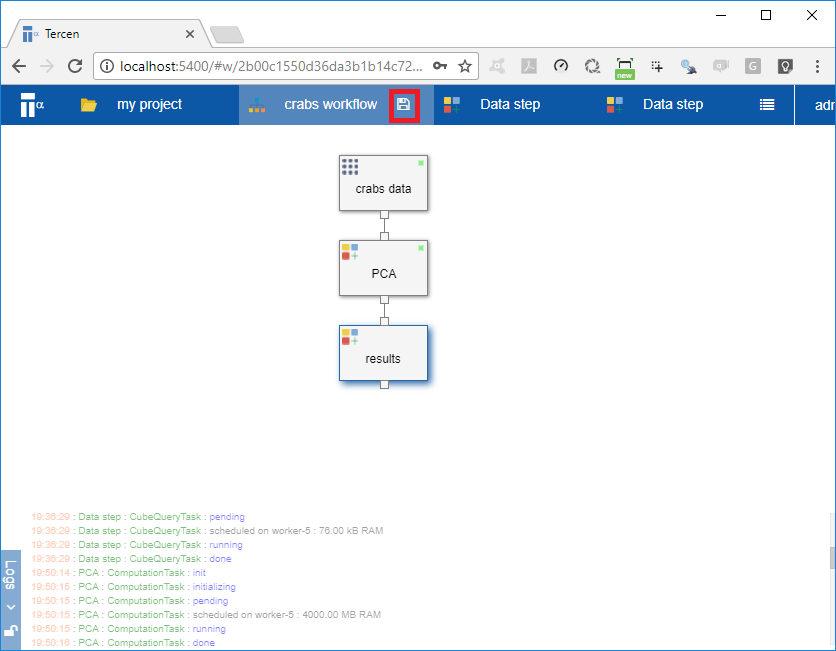 Tercen
localhost:5400/#w/2b00c1550d36da3b1b14c72...
new
G
my project
crabs workflow
Data step
Data step
adr
crabs data
PCA
results
19:36:29 : Data step : CubeQueryTask : pending
19:36:29 : Data step : CubeQueryTask : scheduled on worker-5 : 76.00 kB RAM
19:36:29 : Data step : CubeQueryTask : running
19:36:29 : Data step : CubeQueryTask : done
19:50:14 : PCA : ComputationTask : init
19:50:15 : PCA : ComputationTask : initializing
19:50:15 : PCA : ComputationTask : pending
19:50:15 : PCA : ComputationTask : scheduled on worker-5 : 4000.00 MB RAM
19:50:15 : PCA : ComputationTask : running
19:50:16 : PCA : ComputationTask : done
Logs